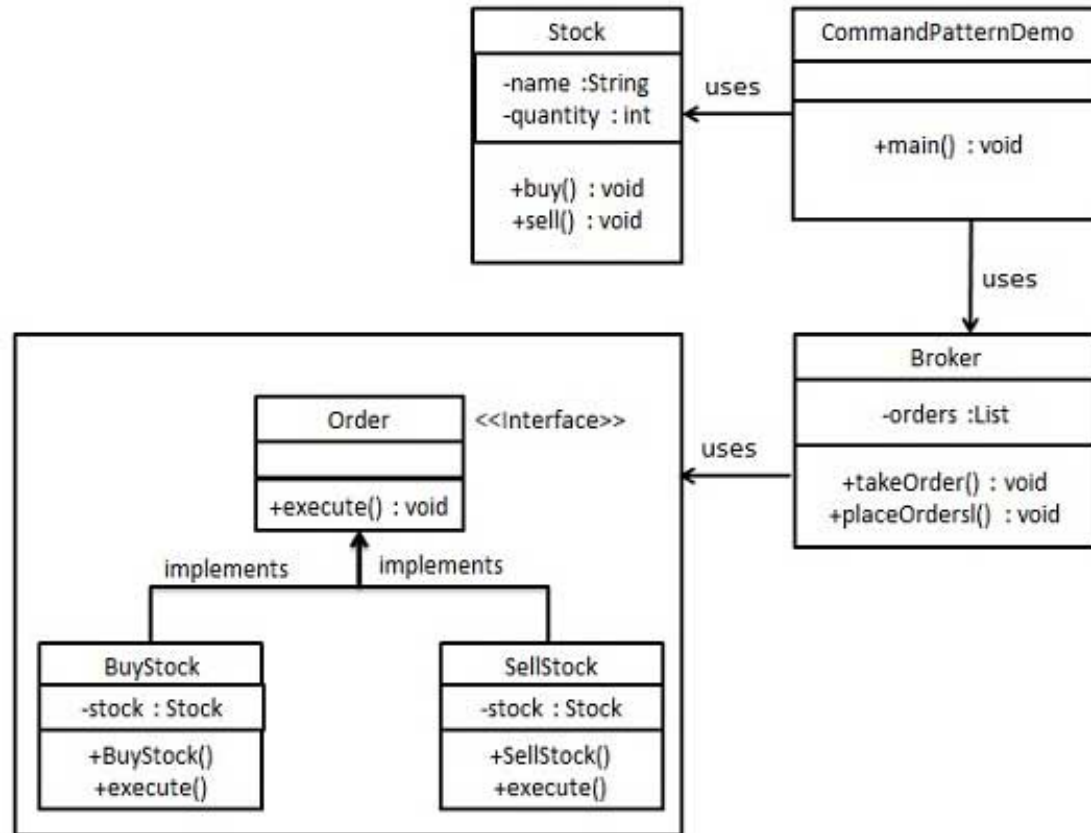 Stock
-name :String
-quantity : int
+buy() : void
+sell() : void
uses
CommandPatternDemo
+main() : void
uses
Broker
-orders :List
+takeOrder() : void
+placeOrdersl() : void
uses
Order
<<Interface>>
+execute() : void
implements
implements
BuyStock
-stock : Stock
+BuyStock()
+execute()
SellStock
-stock : Stock
+SellStock()
+execute()